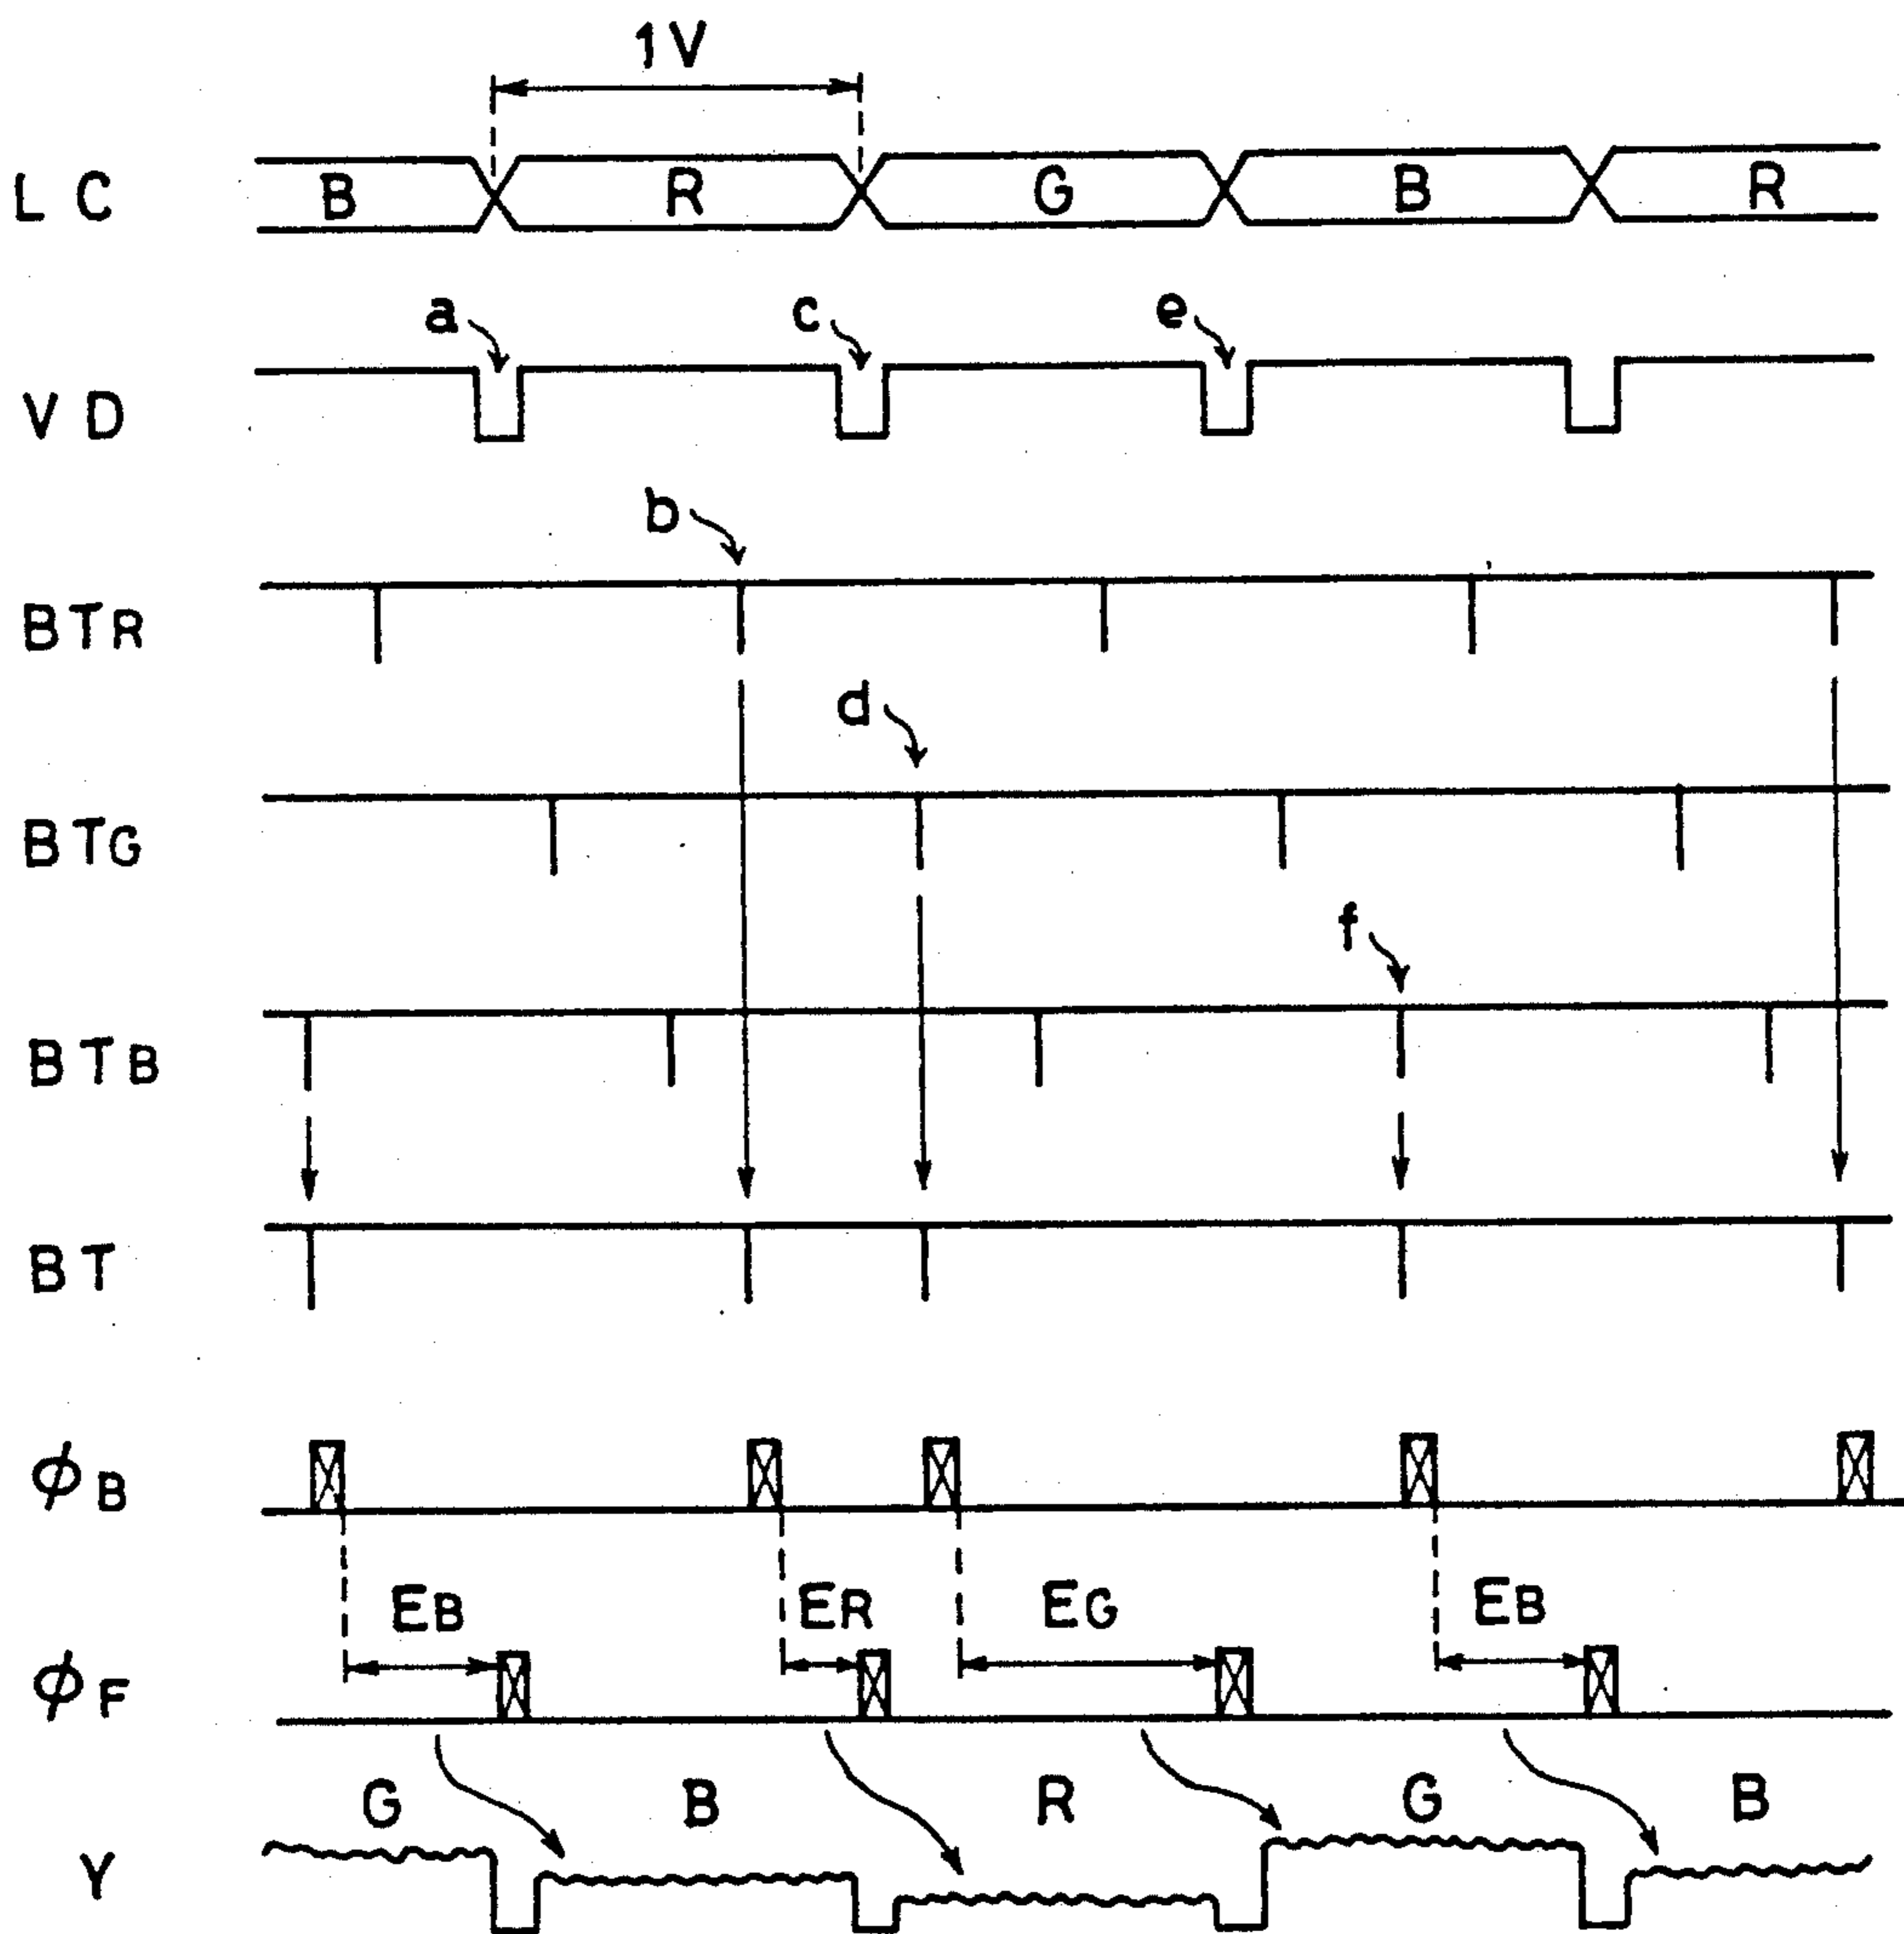 1V
LC B R G B R
a c e
VD
b
BTR
d
BTG
f
BTB
BT
ϕB
EB ER EG EB
ϕF
G B R G B
Y